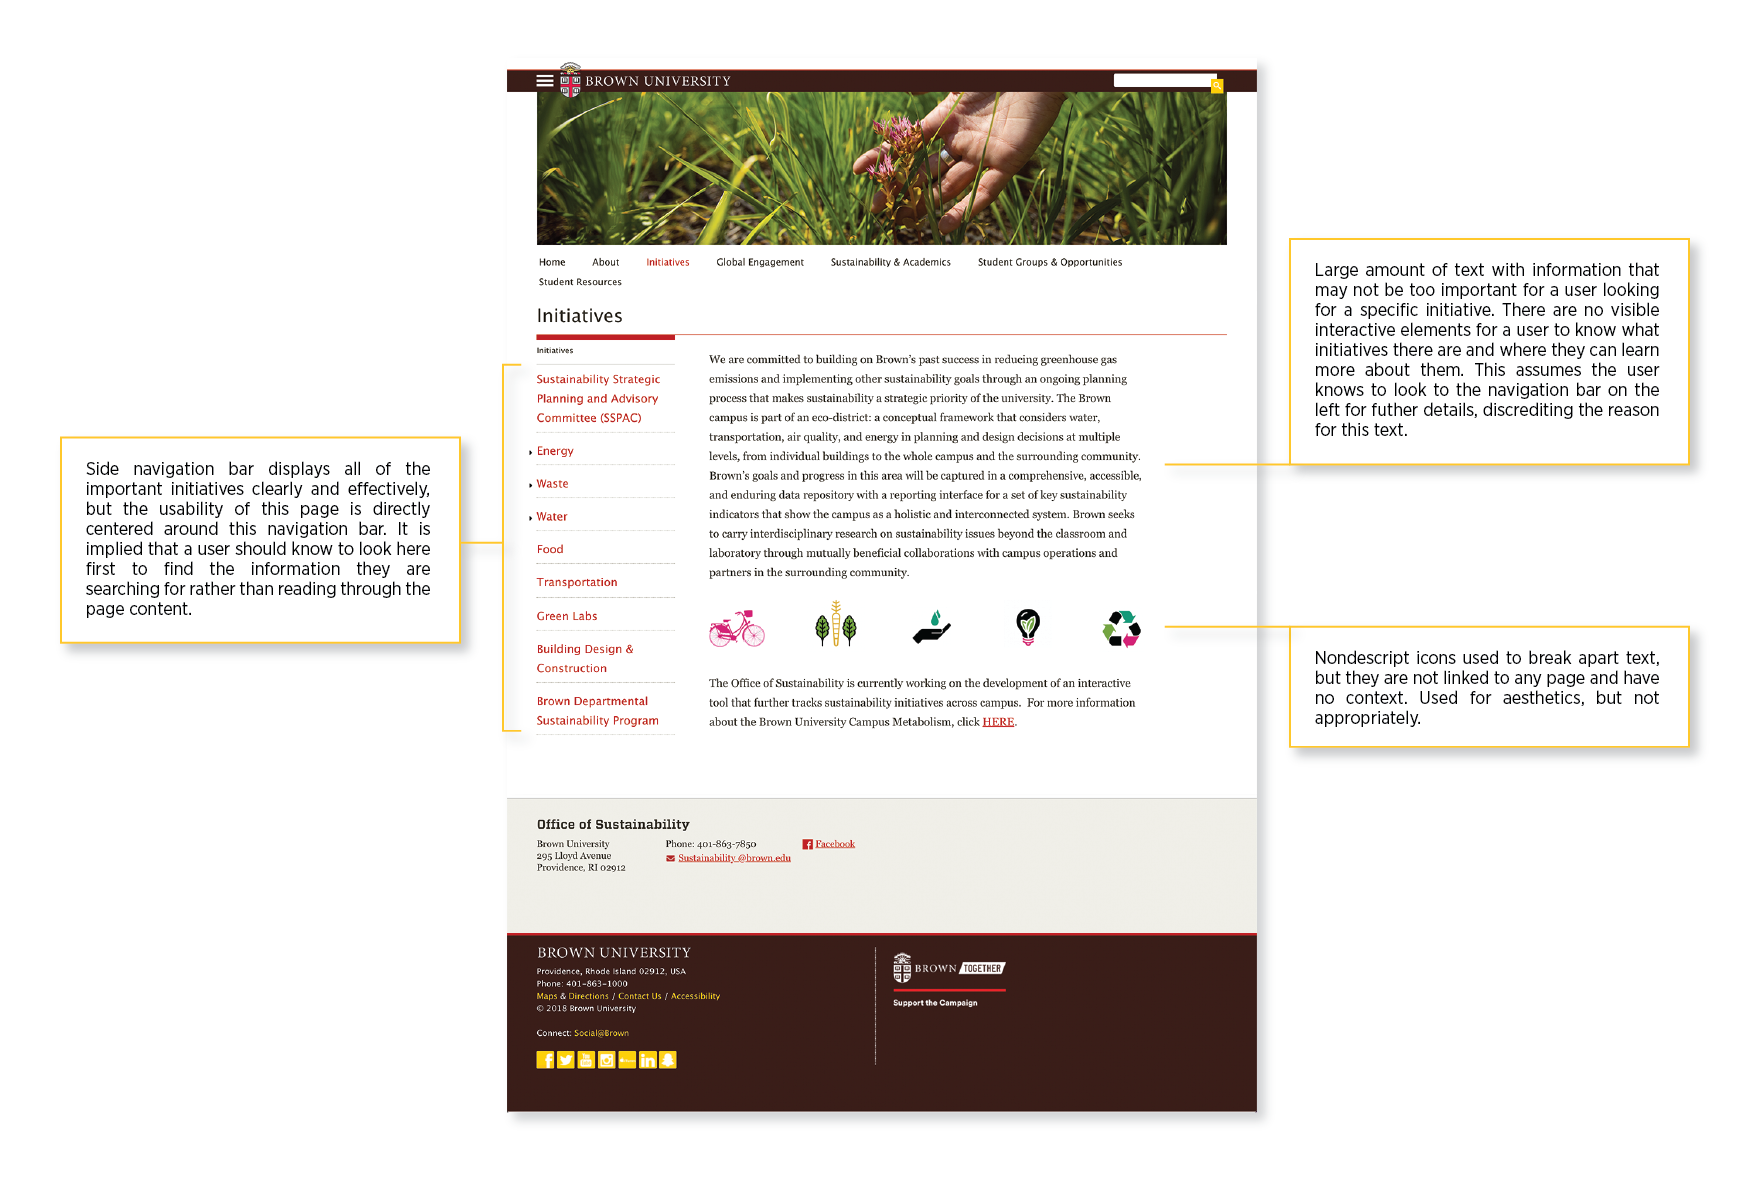 BROWN UNIVERSITY
Home About Initiatives Global Engagement Sustainability & Academics Student Groups & Opportunities
Student Resources
Initiatives
Initiatives
Sustainability Strategic
Planning and Advisory
Committee (SSPAC)
Energy
Waste
Water
Food
Transportation
Green Labs
Building Design &
Construction
Brown Departmental
Sustainability Program
We are committed to building on Brown's past success in reducing greenhouse gas
emissions and implementing other sustainability goals through an ongoing planning
process that makes sustainability a strategic priority of the university. The Brown
campus is part of an eco-district: a conceptual framework that considers water,
transportation, air quality, and energy in planning and design decisions at multiple
levels, from individual buildings to the whole campus and the surrounding community.
Brown's goals and progress in this area will be captured in a comprehensive, accessible,
and enduring data repository with a reporting interface for a set of key sustainability
indicators that show the campus as a holistic and interconnected system. Brown seeks
to carry interdisciplinary research on sustainability issues beyond the classroom and
laboratory through mutually beneficial collaborations with campus operations and
partners in the surrounding community.
The Office of Sustainability is currently working on the development of an interactive
tool that further tracks sustainability initiatives across campus. For more information
about the Brown University Campus Metabolism, click HERE.
Side navigation bar displays all of the
important initiatives clearly and effectively,
but the usability of this page is directly
centered around this navigation bar. It is
implied that a user should know to look here
first to find the information they are
searching for rather than reading through the
page content.
Large amount of text with information that
may not be too important for a user looking
for a specific initiative. There are no visible
interactive elements for a user to know what
initiatives there are and where they can learn
more about them. This assumes the user
knows to look to the navigation bar on the
left for futher details, discrediting the reason
for this text.
Nondescript icons used to break apart text,
but they are not linked to any page and have
no context. Used for aesthetics, but not
appropriately.
Office of Sustainability
Brown University
295 Lloyd Avenue
Providence, RI 02912
Phone: 401-863-7850
Sustainability @brown.edu
Facebook
BROWN UNIVERSITY
Providence, Rhode Island 02912, USA
Phone: 401-863-1000
Maps & Directions / Contact Us / Accessibility
© 2018 Brown University
Connect: Social@Brown
BROWN TOGETHER
Support the Campaign